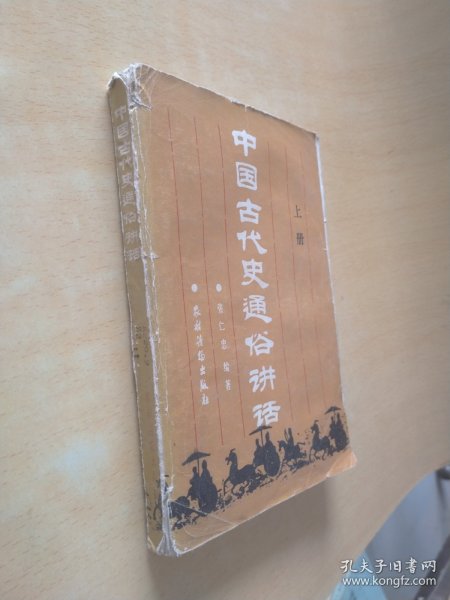 中国古代史通俗讲话
上册
张仁忠 编著
农村读物出版社
中国古代史通俗讲话
孔夫子旧书网
www.kongfz.com